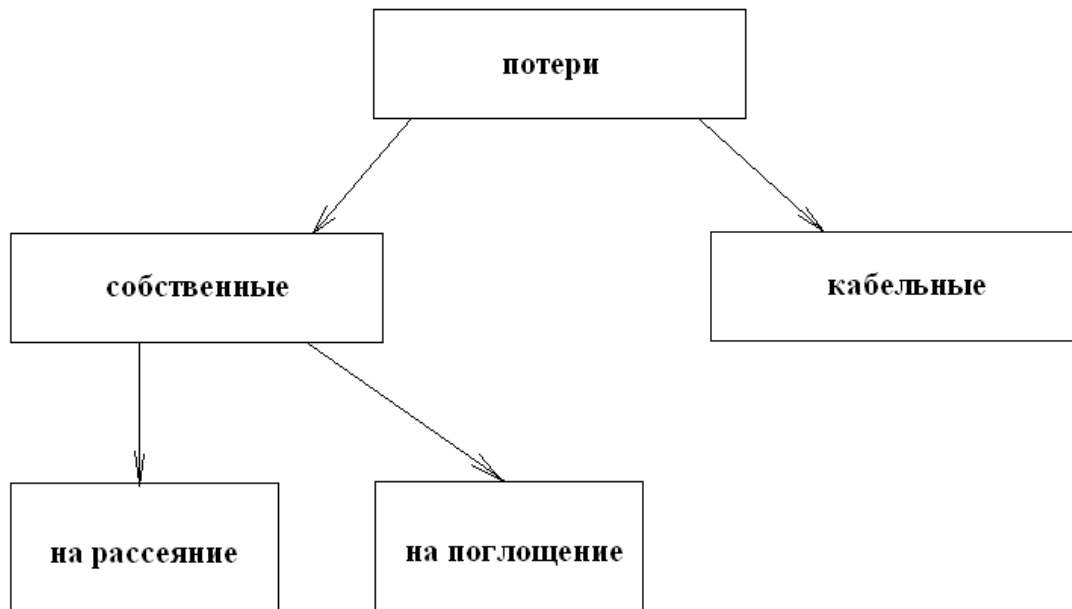 потери
собственные
кабельные
на рассеяние
на поглощение